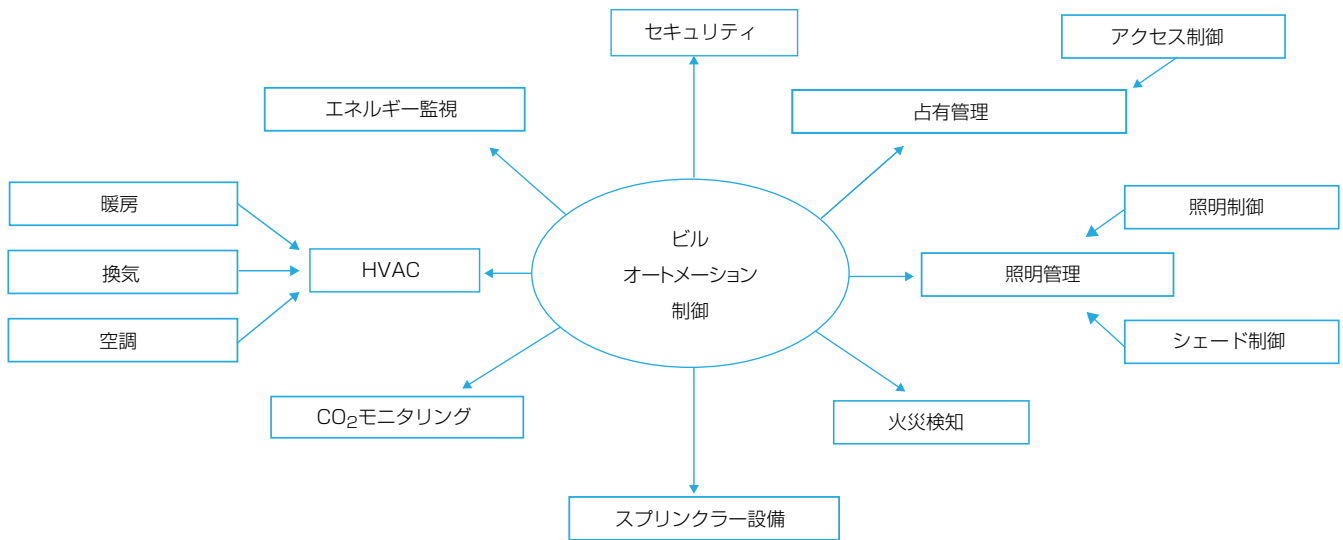 セキュリティ
アクセス制御
エネルギー監視
占有管理
暖房
照明制御
ビル
オートメーション
制御
換気
HVAC
照明管理
空調
シェード制御
CO₂モニタリング
火災検知
スプリンクラー設備